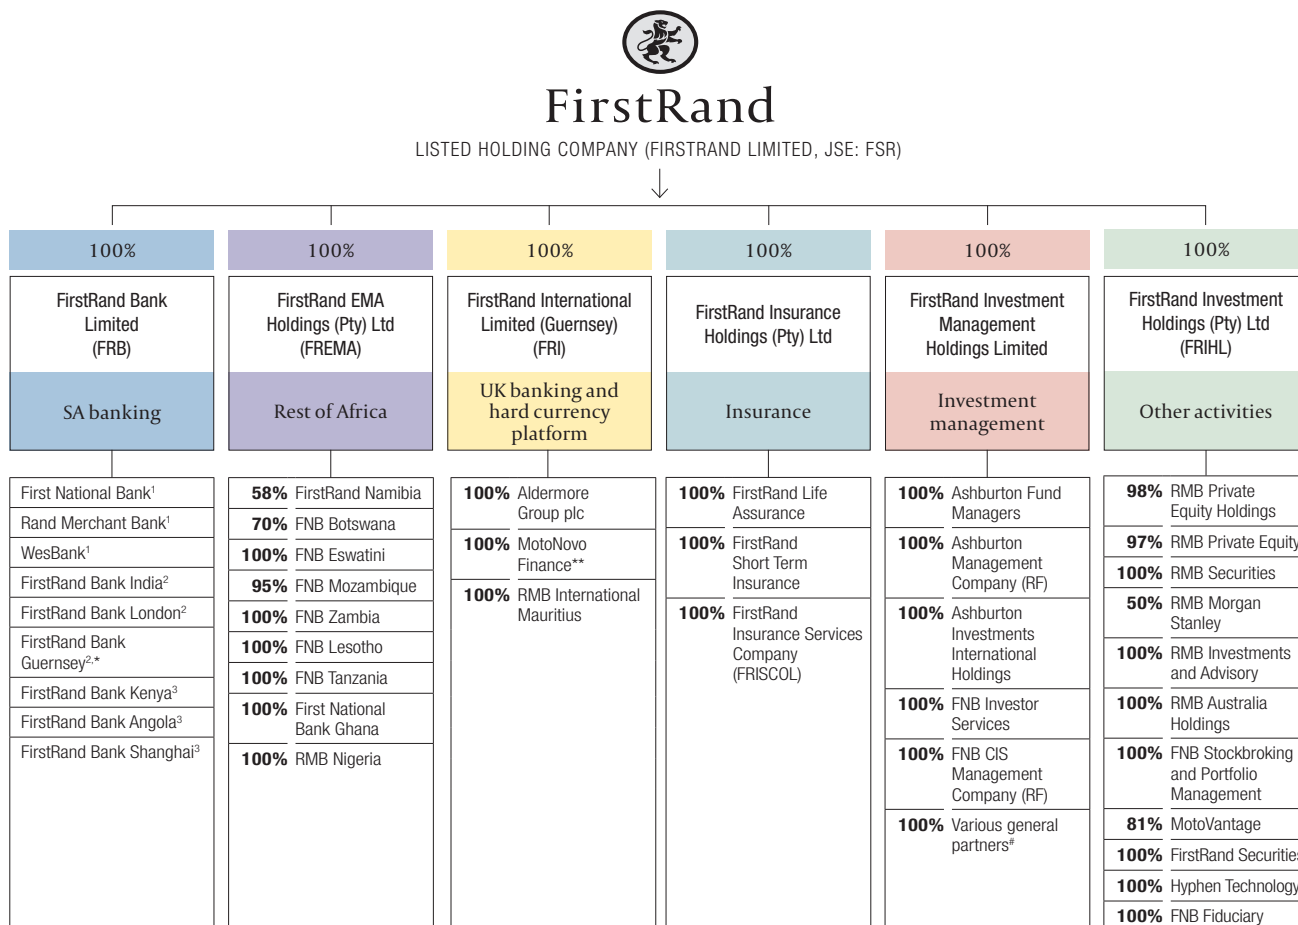 FirstRand
LISTED HOLDING COMPANY (FIRSTRAND LIMITED, JSE: FSR)
100%
FirstRand Bank
Limited
(FRB)
SA banking
First National Bank¹
Rand Merchant Bank¹
WesBank¹
FirstRand Bank India²
FirstRand Bank London²
FirstRand Bank
Guernsey²,*
FirstRand Bank Kenya³
FirstRand Bank Angola³
FirstRand Bank Shanghai³
100%
FirstRand EMA
Holdings (Pty) Ltd
(FREMA)
Rest of Africa
58% FirstRand Namibia
70% FNB Botswana
100% FNB Eswatini
95% FNB Mozambique
100% FNB Zambia
100% FNB Lesotho
100% FNB Tanzania
100% First National
Bank Ghana
100% RMB Nigeria
100%
FirstRand International
Limited (Guernsey)
(FRI)
UK banking and
hard currency
platform
100% Aldermore
Group plc
100% MotoNovo
Finance**
100% RMB International
Mauritius
100%
FirstRand Insurance
Holdings (Pty) Ltd
Insurance
100% FirstRand Life
Assurance
100% FirstRand
Short Term
Insurance
100% FirstRand
Insurance Services
Company
(FRISCOL)
100%
FirstRand Investment
Management
Holdings Limited
Investment
management
100% Ashburton Fund
Managers
100% Ashburton
Management
Company (RF)
100% Ashburton
Investments
International
Holdings
100% FNB Investor
Services
100% FNB CIS
Management
Company (RF)
100% Various general
partners#
100%
FirstRand Investment
Holdings (Pty) Ltd
(FRIHL)
Other activities
98% RMB Private
Equity Holdings
97% RMB Private Equity
100% RMB Securities
50% RMB Morgan
Stanley
100% RMB Investments
and Advisory
100% RMB Australia
Holdings
100% FNB Stockbroking
and Portfolio
Management
81% MotoVantage
100% FirstRand Securities
100% Hyphen Technology
100% FNB Fiduciary